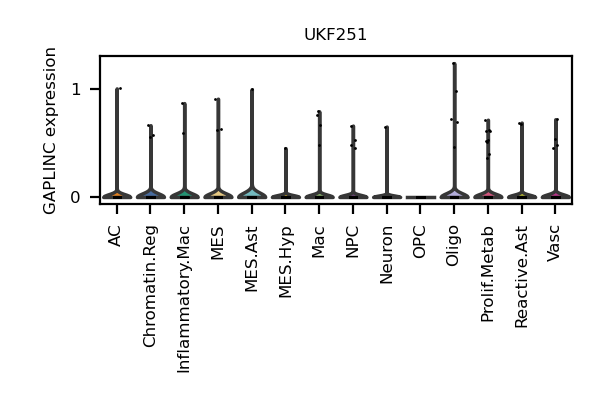 UKF251
GAPLINC expression
1
0
AC
Chromatin.Reg
Inflammatory.Mac
MES
MES.Ast
MES.Hyp
Mac
NPC
Neuron
OPC
Oligo
Prolif.Metab
Reactive.Ast
Vasc